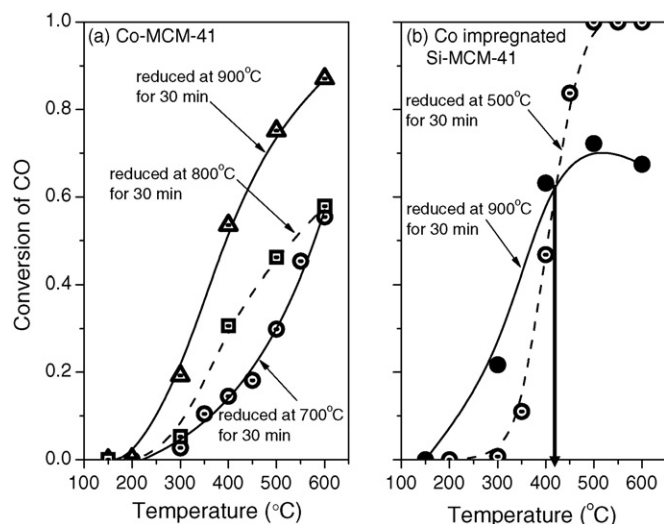 (a) Co-MCM-41
reduced at 900°C
for 30 min
reduced at 800°C
for 30 min
reduced at 700°C
for 30 min
Conversion of CO
1.0
0.8
0.6
0.4
0.2
0.0
100 200 300 400 500 600
Temperature (°C)
(b) Co impregnated
Si-MCM-41
reduced at 500°C
for 30 min
reduced at 900°C
for 30 min
100 200 300 400 500 600
Temperature (°C)